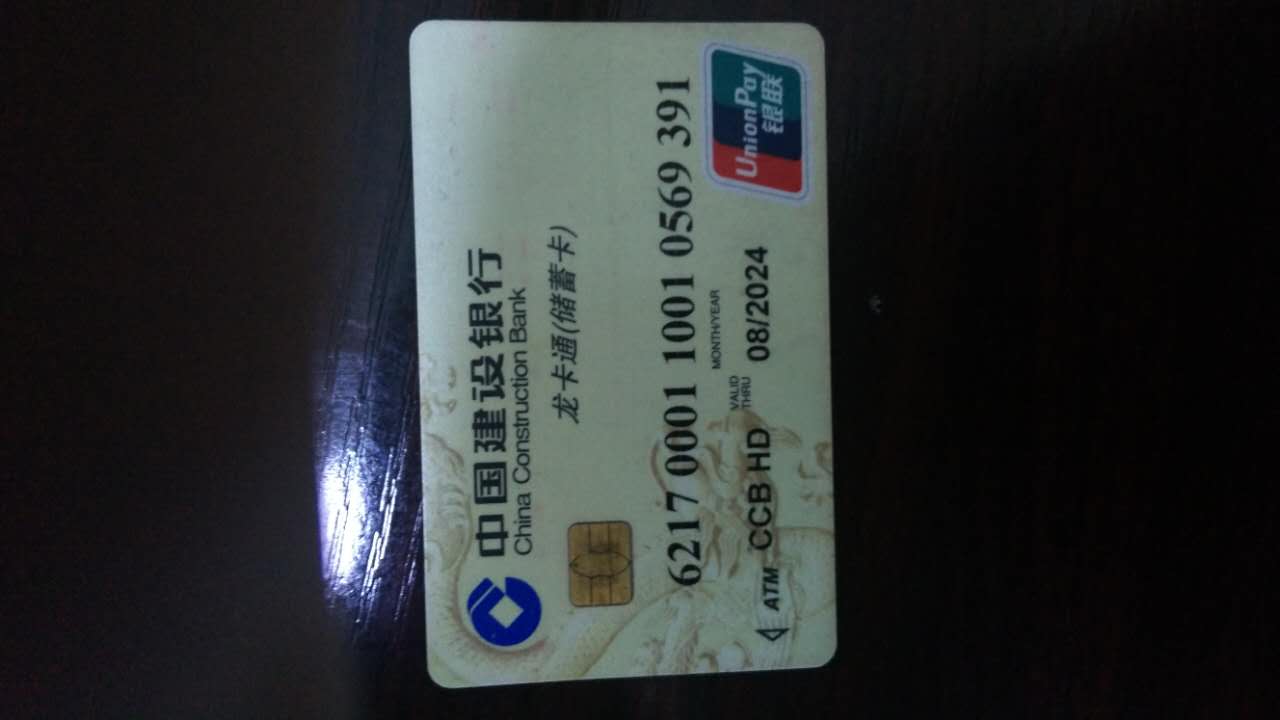 中国建设银行
China Construction Bank
龙卡通(储蓄卡)
6217 0001 1001 0569 391
MONTH/YEAR
VALID THRU
08/2024
ATM
CCB HD
UnionPay
银联